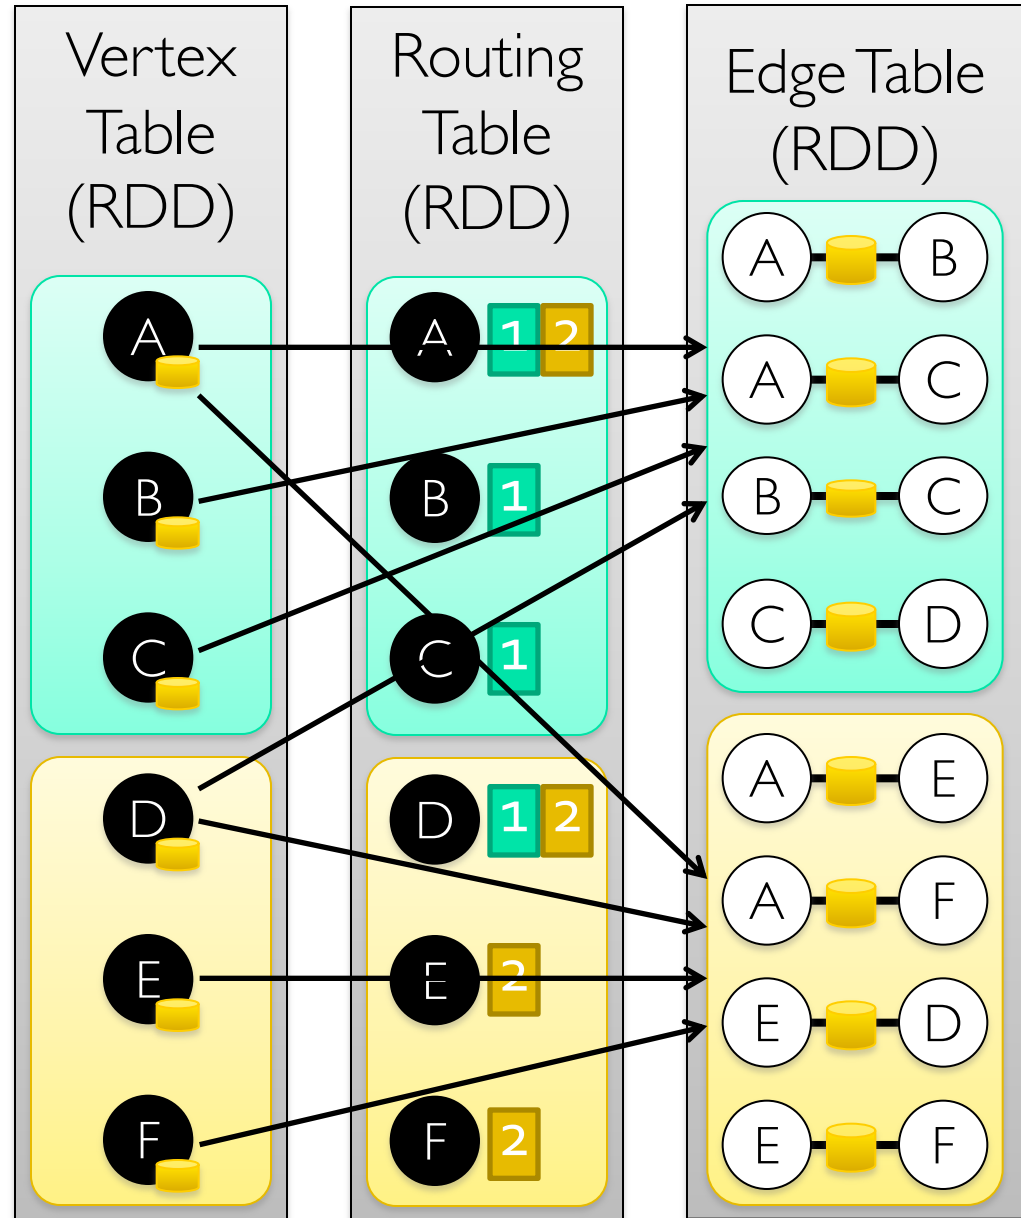 Vertex
Table
(RDD)
A
B
C
D
E
F
Routing
Table
(RDD)
A 1 2
B 1
C 1
D 1 2
E 2
F 2
Edge Table
(RDD)
A B
A C
B C
C D
A E
A F
E D
E F